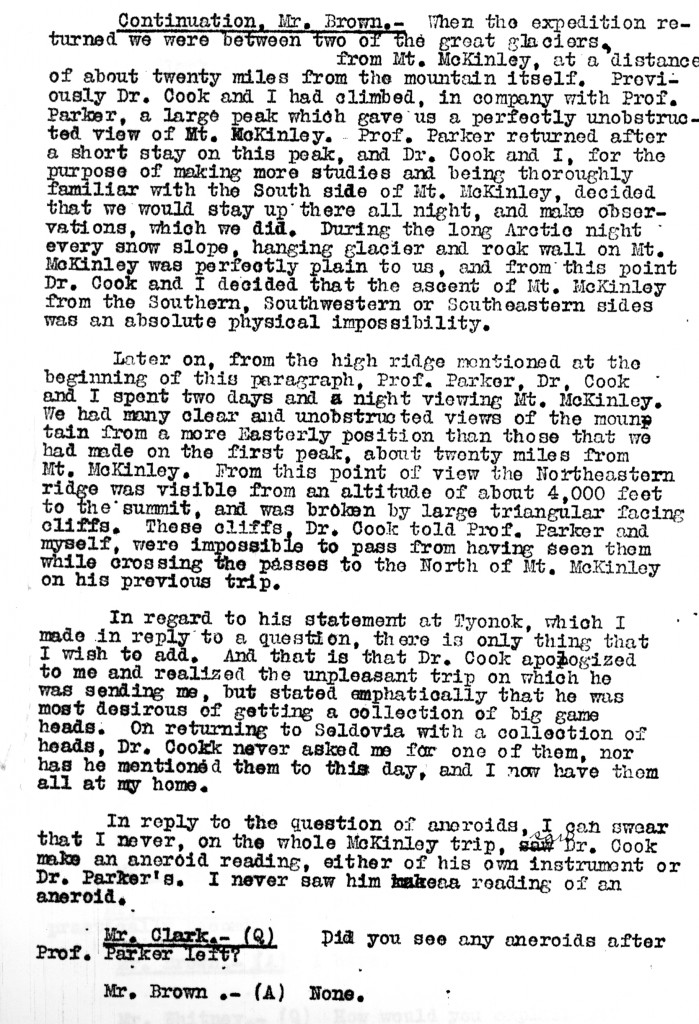 Continuation, Mr. Brown.- When the expedition re-
turned we were between two of the great glaciers,
from Mt. McKinley, at a distance
of about twenty miles from the mountain itself. Previ-
ously Dr. Cook and I had climbed, in company with Prof.
Parker, a large peak which gave us a perfectly unobstruc-
ted view of Mt. McKinley. Prof. Parker returned after
a short stay on this peak, and Dr. Cook and I, for the
purpose of making more studies and being thoroughly
familiar with the South side of Mt. McKinley, decided
that we would stay up there all night, and make obser-
vations, which we did. During the long Arctic night
every snow slope, hanging glacier and rock wall on Mt.
McKinley was perfectly plain to us, and from this point
Dr. Cook and I decided that the ascent of Mt. McKinley
from the Southern, Southwestern or Southeastern sides
was an absolute physical impossibility.
Later on, from the high ridge mentioned at the
beginning of this paragraph, Prof. Parker, Dr, Cook
and I spent two days and a night viewing Mt. McKinley.
We had many clear and unobstructed views of the moun-
tain from a more Easterly position than those that we
had made on the first peak, about twenty miles from
Mt. McKinley. From this point of view the Northeastern
ridge was visible from an altitude of about 4,000 feet
to the summit, and was broken by large triangular facing
cliffs. These cliffs, Dr. Cook told Prof. Parker and
myself, were impossible to pass from having seen them
while crossing the passes to the North of Mt. McKinley
on his previous trip.
In regard to his statement at Tyonok, which I
made in reply to a question, there is only thing that
I wish to add. And that is that Dr. Cook apologized
to me and realized the unpleasant trip on which he
was sending me, but stated emphatically that he was
most desirous of getting a collection of big game
heads. On returning to Seldovia with a collection of
heads, Dr. Cookk never asked me for one of them, nor
has he mentioned them to this day, and I now have them
all at my home.
In reply to the question of aneroids, I can swear
that I never, on the whole McKinley trip, saw saw Dr. Cook
make an aneroid reading, either of his own instrument or
Dr. Parker's. I never saw him makeaa reading of an
aneroid.
Mr. Clark.- (Q) Did you see any aneroids after
Prof. Parker left?
Mr. Brown .- (A) None.